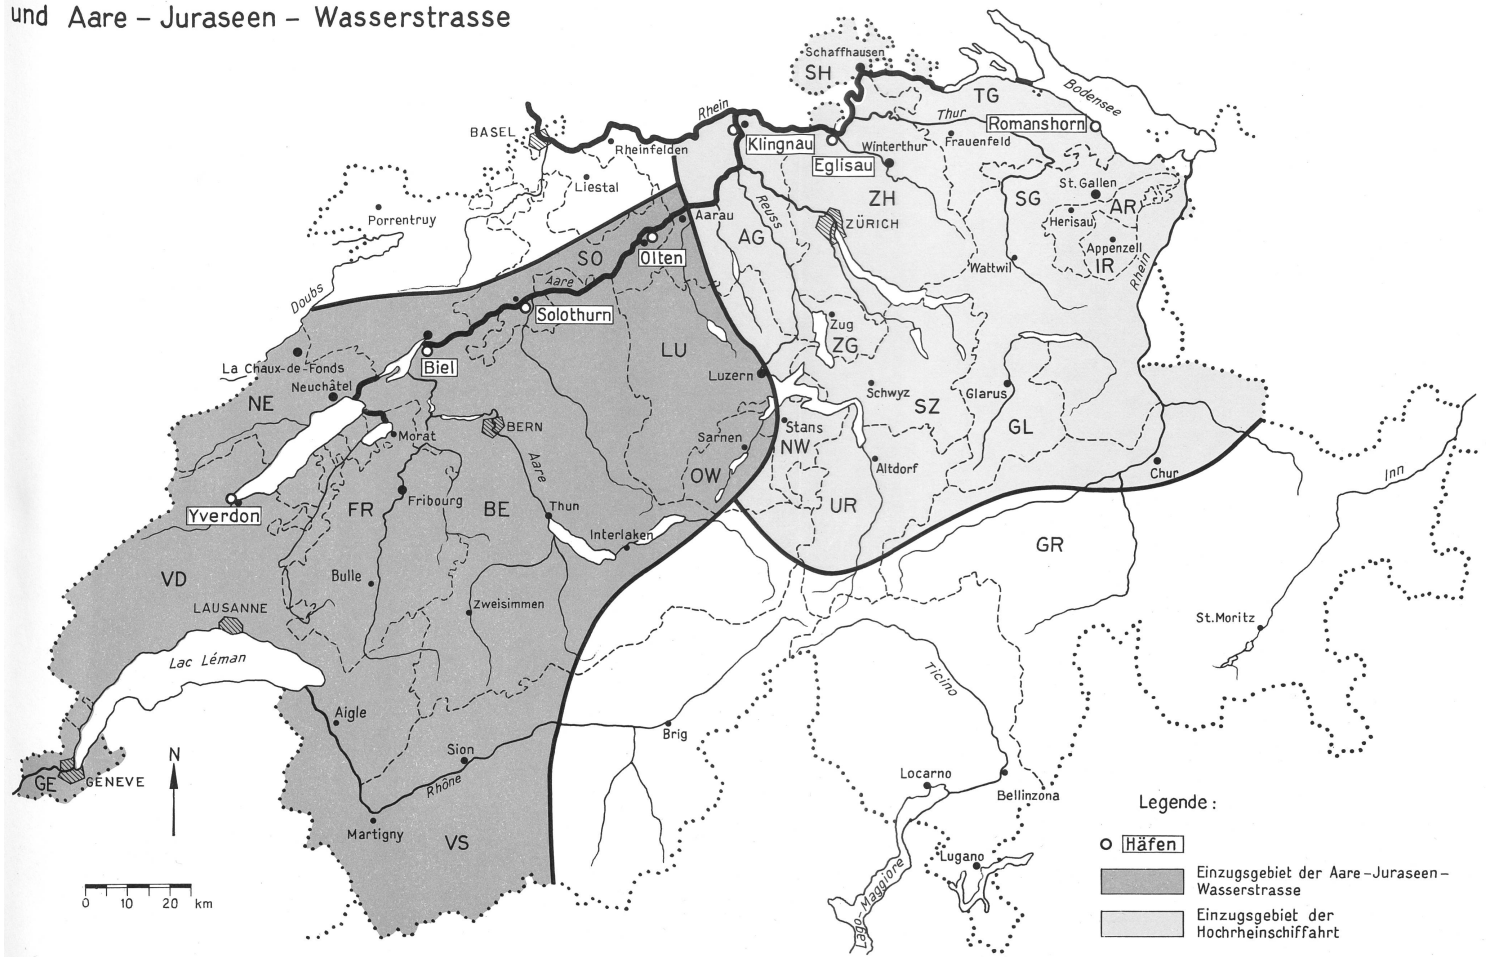 und Aare – Juraseen – Wasserstrasse
Schaffhausen
SH
Bodensee
TG
Rhein
Thur
Romanshorn
BASEL
Klingnau
Frauenfeld
Rheinfelden
Eglisau
Winterthur
Liestal
ZH
SG
St. Gallen
AR
Porrentruy
Aarau
Reuss
ZÜRICH
Herisau
AG
Appenzell
SO
Olten
Wattwil
IR
Rhein
Doubs
Aare
Solothurn
Zug
ZG
LU
La Chaux-de-Fonds
Biel
Luzern
Neuchâtel
Schwyz
Glarus
NE
SZ
BERN
Stans
GL
Morat
Sarnen
NW
Altdorf
Chur
Inn
Aare
OW
Yverdon
FR
Fribourg
BE
Thun
UR
Interlaken
GR
VD
Bulle
LAUSANNE
Zweisimmen
St. Moritz
Lac Léman
Ticino
Aigle
Brig
N
Sion
GE
GENEVE
Rhône
Locarno
Bellinzona
Martigny
VS
Lugano
Lago-Maggiore
0 10 20 km
Legende :
Häfen
Einzugsgebiet der Aare – Juraseen –
Wasserstrasse
Einzugsgebiet der
Hochrheinschiffahrt